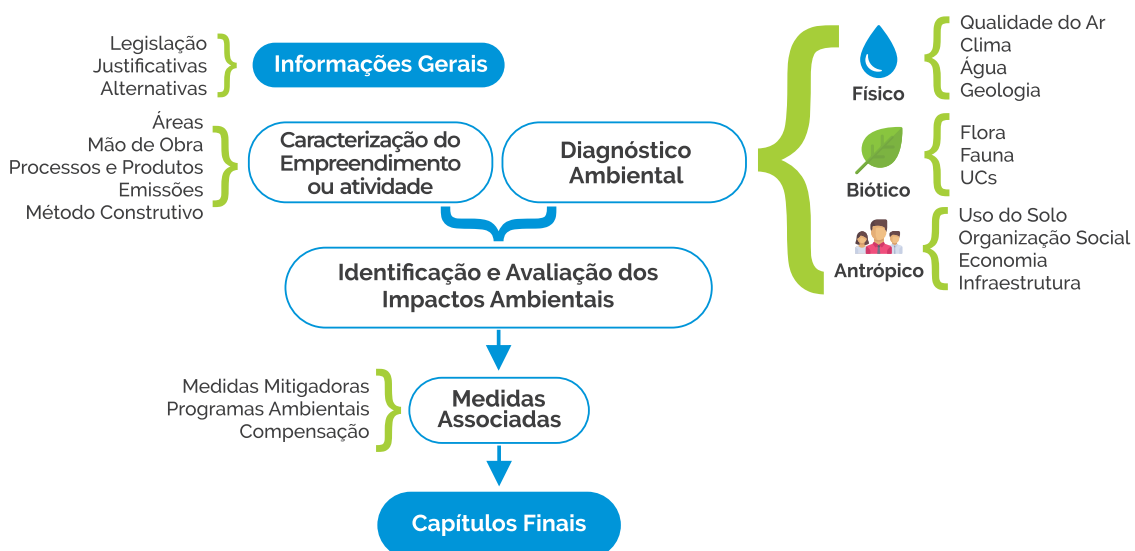 Legislação
Justificativas
Alternativas
Informações Gerais
Áreas
Mão de Obra
Processos e Produtos
Emissões
Método Construtivo
Caracterização do
Empreendimento
ou atividade
Diagnóstico
Ambiental
Físico
Qualidade do Ar
Clima
Água
Geologia
Biótico
Flora
Fauna
UCs
Antrópico
Uso do Solo
Organização Social
Economia
Infraestrutura
Identificação e Avaliação dos
Impactos Ambientais
Medidas Mitigadoras
Programas Ambientais
Compensação
Medidas
Associadas
Capítulos Finais